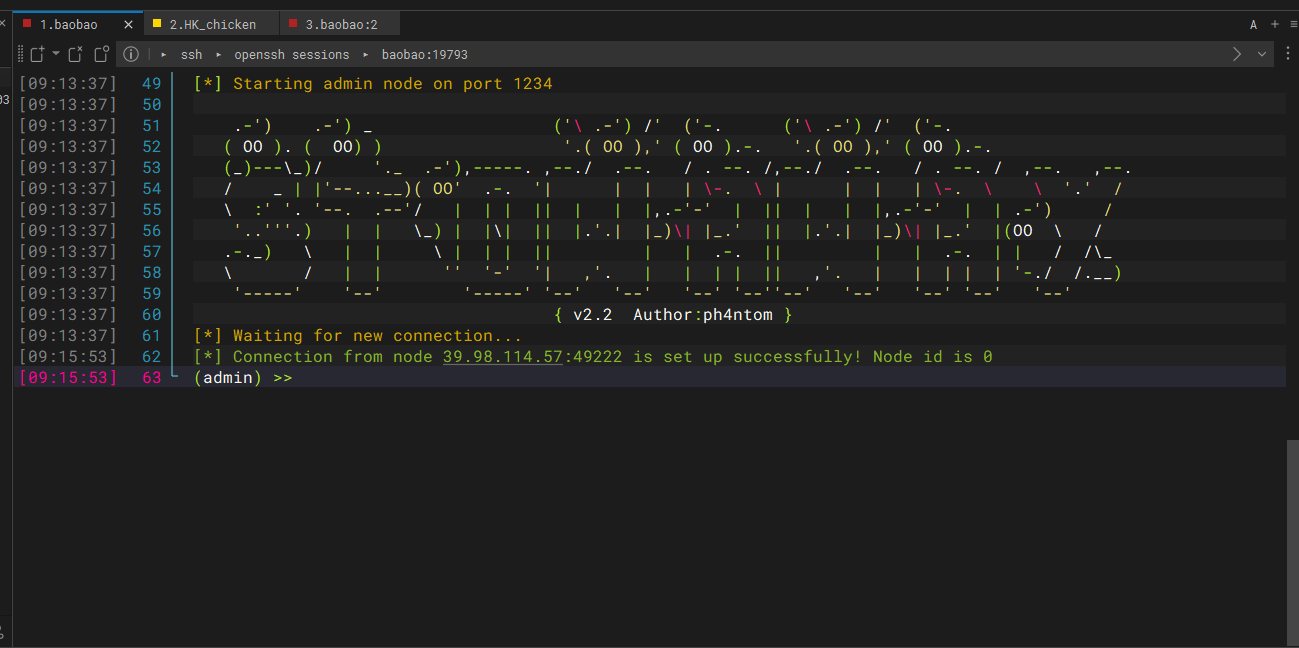 1.baobao × 2.HK_chicken 3.baobao:2 A + ≡
ssh ▸ openssh sessions ▸ baobao:19793
[09:13:37] 49 [*] Starting admin node on port 1234
[09:13:37] 50
[09:13:37] 51 .-') .-') _ ('\ .-') /' ('-. ('\ .-') /' ('-.
[09:13:37] 52 ( OO ). ( OO) ) '.( OO ),' ( OO ).-. '.( OO ),' ( OO ).-.
[09:13:37] 53 (_)---\_)/ '._ .-'),-----. ,--./ .--. / . --. /,--./ .--. / . --. / ,--. ,--.
[09:13:37] 54 / _ | |'--...__)( OO' .-. '| | | | | \-. \ | | | | | \-. \ \ '.' /
[09:13:37] 55 \ :' '. '--. .--'/ | | | || | | |,.-'-' | || | | |,.-'-' | | .-') /
[09:13:37] 56 '..'''.) | | \_) | |\| || |.'.| |_)\| |_.' || |.'.| |_)\| |_.' |(OO \ /
[09:13:37] 57 .-._) \ | | \ | | | || | | .-. || | | .-. | | / /\_
[09:13:37] 58 \ / | | '' '-' '| ,'. | | | | || ,'. | | | | | '-./ /.__)
[09:13:37] 59 '-----' '--' '-----' '--' '--' '--' '--''--' '--' '--' '--' '--'
[09:13:37] 60 { v2.2 Author:ph4ntom }
[09:13:37] 61 [*] Waiting for new connection...
[09:15:53] 62 [*] Connection from node 39.98.114.57:49222 is set up successfully! Node id is 0
[09:15:53] 63 (admin) >>